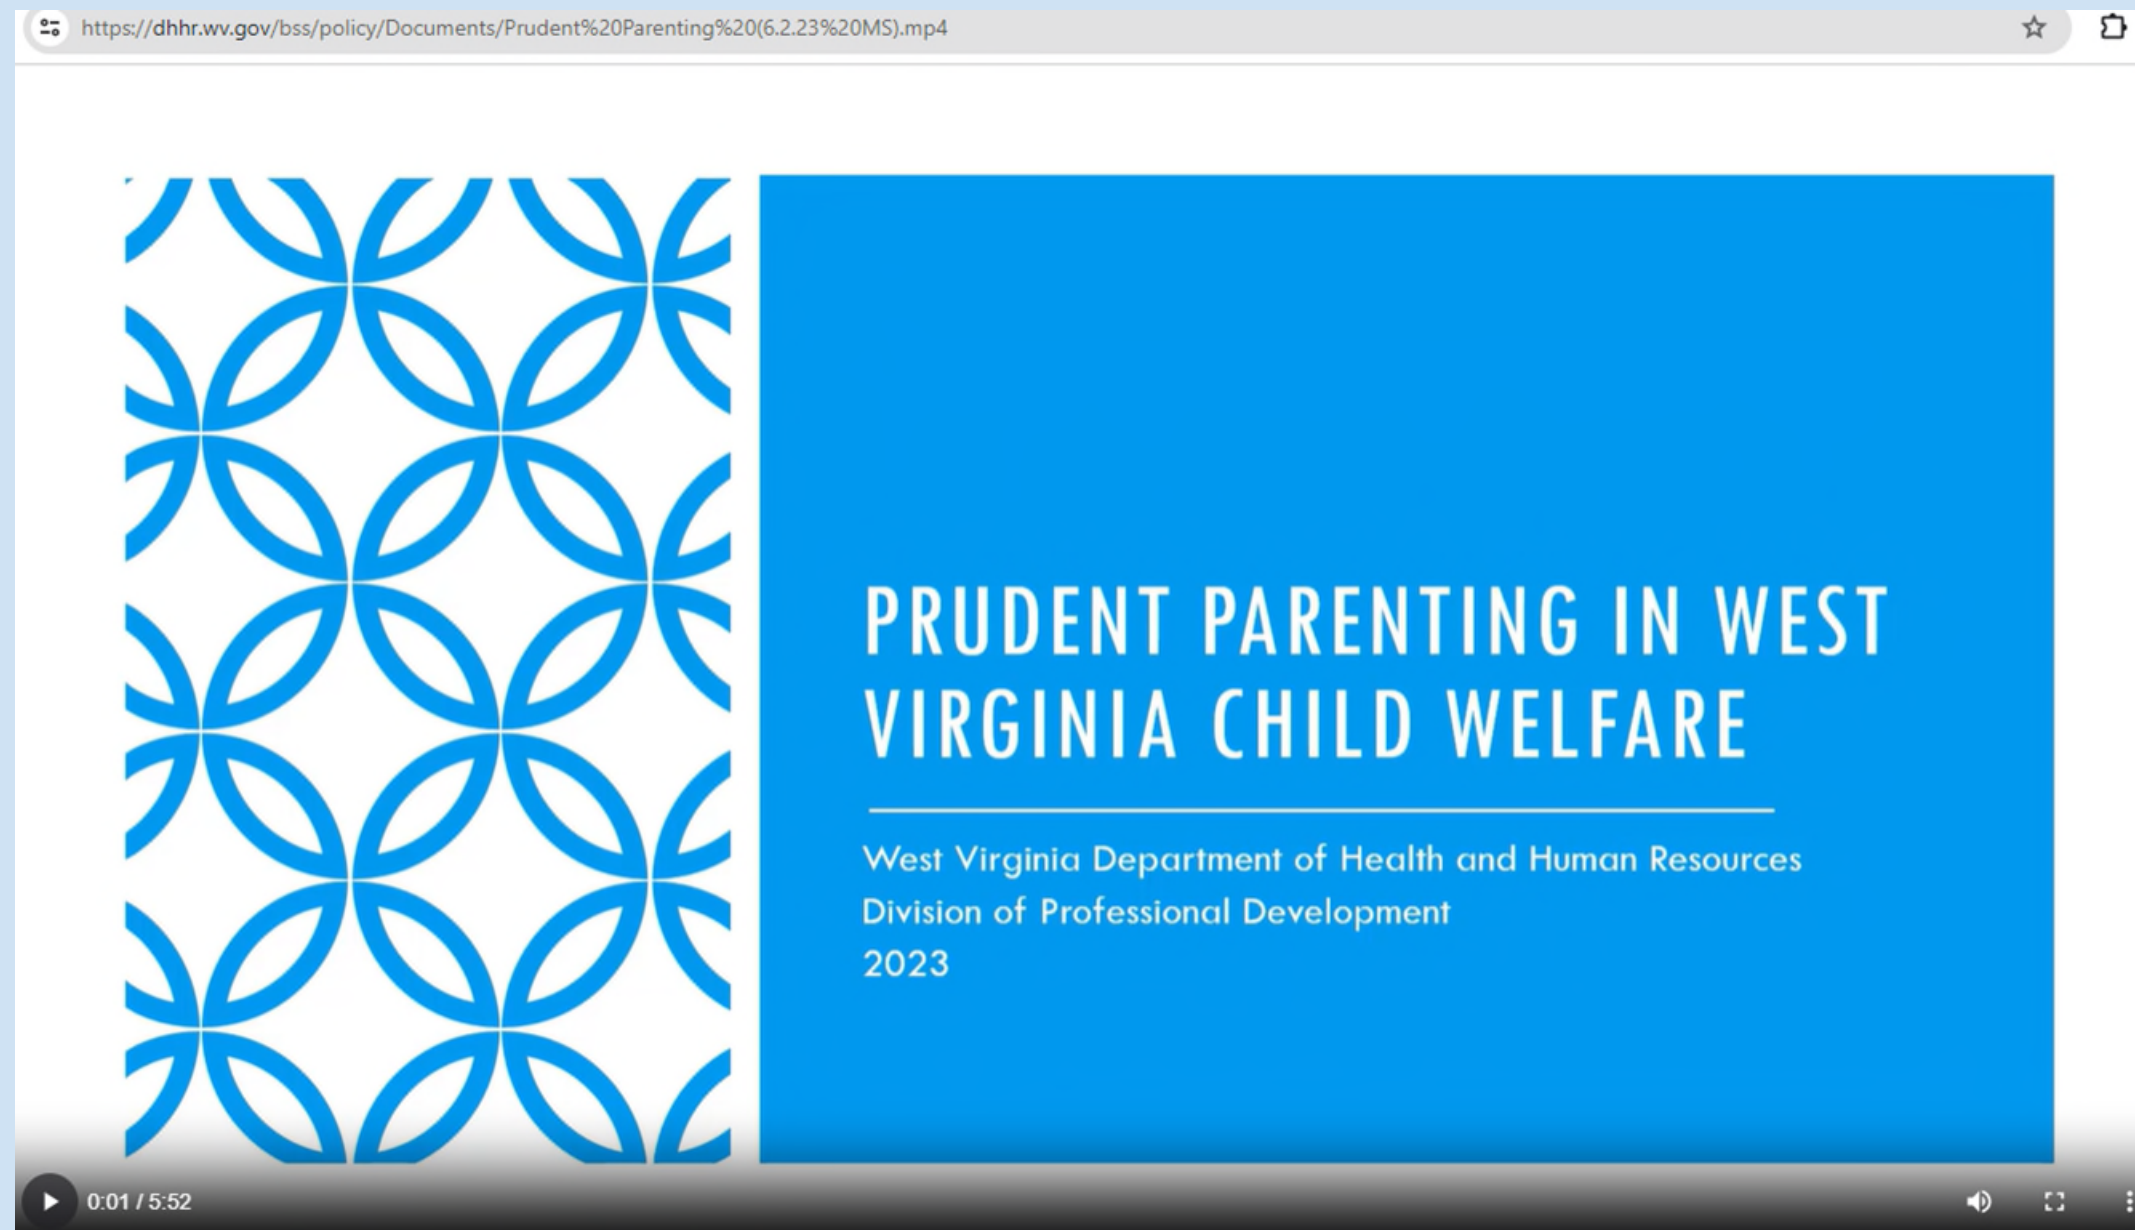 https://dhhr.wv.gov/bss/policy/Documents/Prudent%20Parenting%20(6.2.23%20MS).mp4
PRUDENT PARENTING IN WEST
VIRGINIA CHILD WELFARE
West Virginia Department of Health and Human Resources
Division of Professional Development
2023
0:01 / 5:52